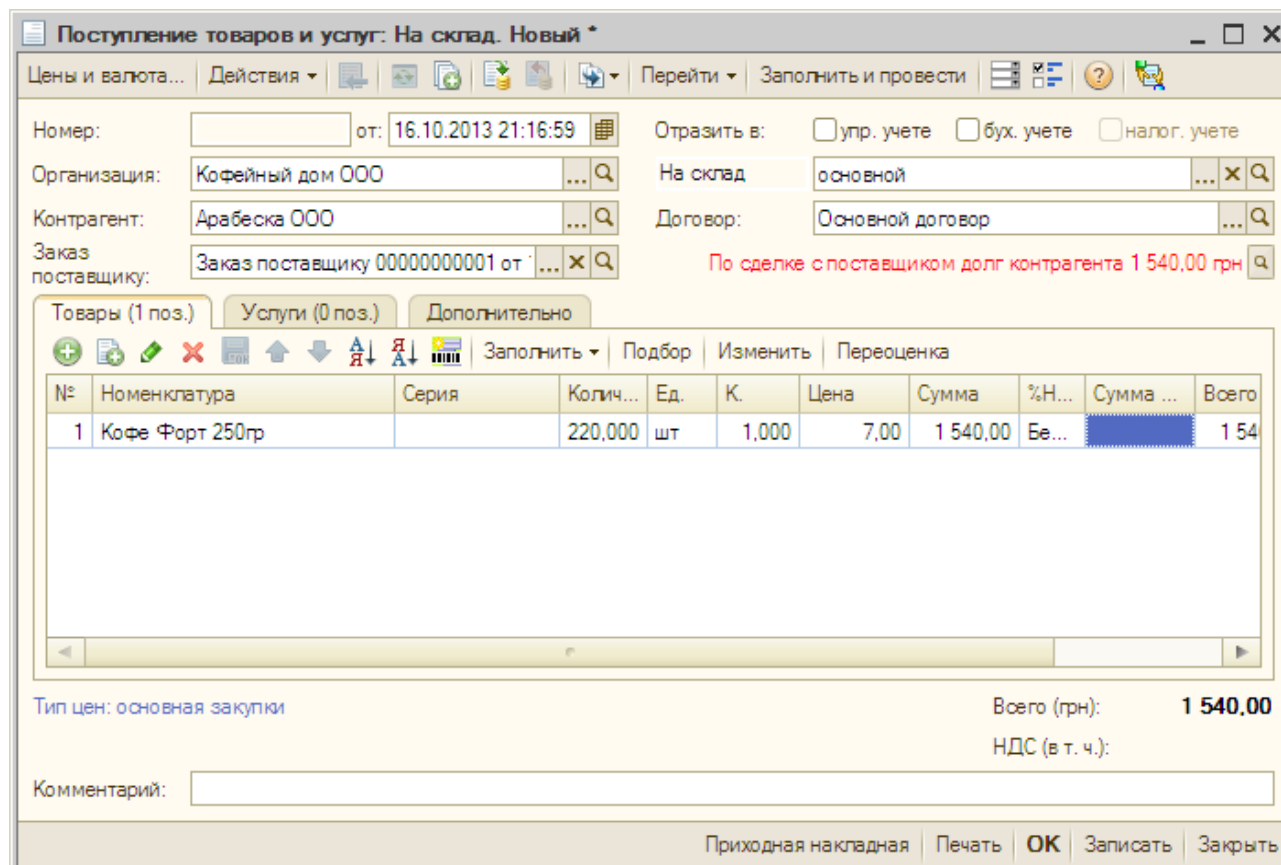 Поступление товаров и услуг: На склад. Новый *
Цены и валюта... Действия Перейти Заполнить и провести
Номер: от: 16.10.2013 21:16:59 Отразить в: упр. учете бух. учете налог. учете
Организация: Кофейный дом ООО ... На склад основной ...
Контрагент: Арабеска ООО ... Договор: Основной договор ...
Заказ
поставщику: Заказ поставщику 00000000001 от ... По сделке с поставщиком долг контрагента 1 540,00 грн
Товары (1 поз.) Услуги (0 поз.) Дополнительно
Заполнить Подбор Изменить Переоценка
№ Номенклатура Серия Колич... Ед. К. Цена Сумма %Н... Сумма ... Всего
1 Кофе Форт 250гр 220,000 шт 1,000 7,00 1 540,00 Бе... 1 54
Тип цен: основная закупки Всего (грн): 1 540,00
НДС (в т. ч.):
Комментарий:
Приходная накладная Печать ОК Записать Закрыть